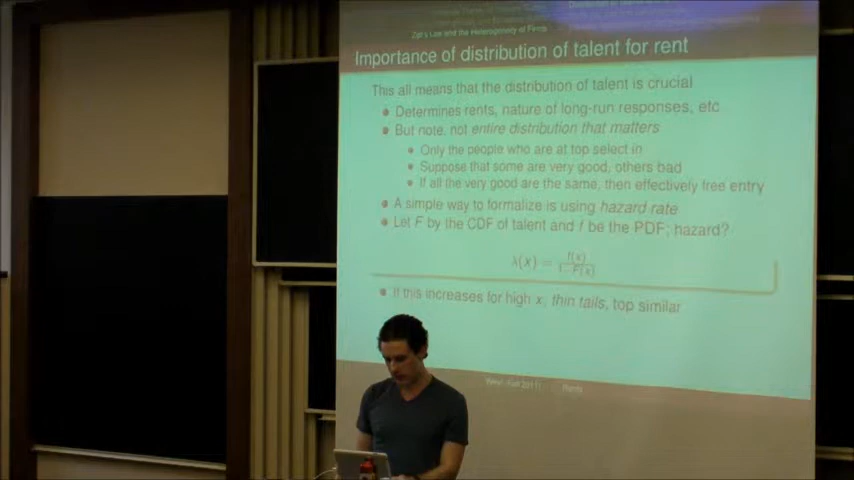 Zipf's Law and the Heterogeneity of Firms
Importance of distribution of talent for rent
This all means that the distribution of talent is crucial
Determines rents, nature of long-run responses, etc
But note, not entire distribution that matters
Only the people who are at top select in
Suppose that some are very good, others bad
If all the very good are the same, then effectively free entry
A simple way to formalize is using hazard rate
Let F by the CDF of talent and f be the PDF; hazard?
λ(x) = f(x) / 1−F(x)
If this increases for high x, thin tails, top similar
Rents